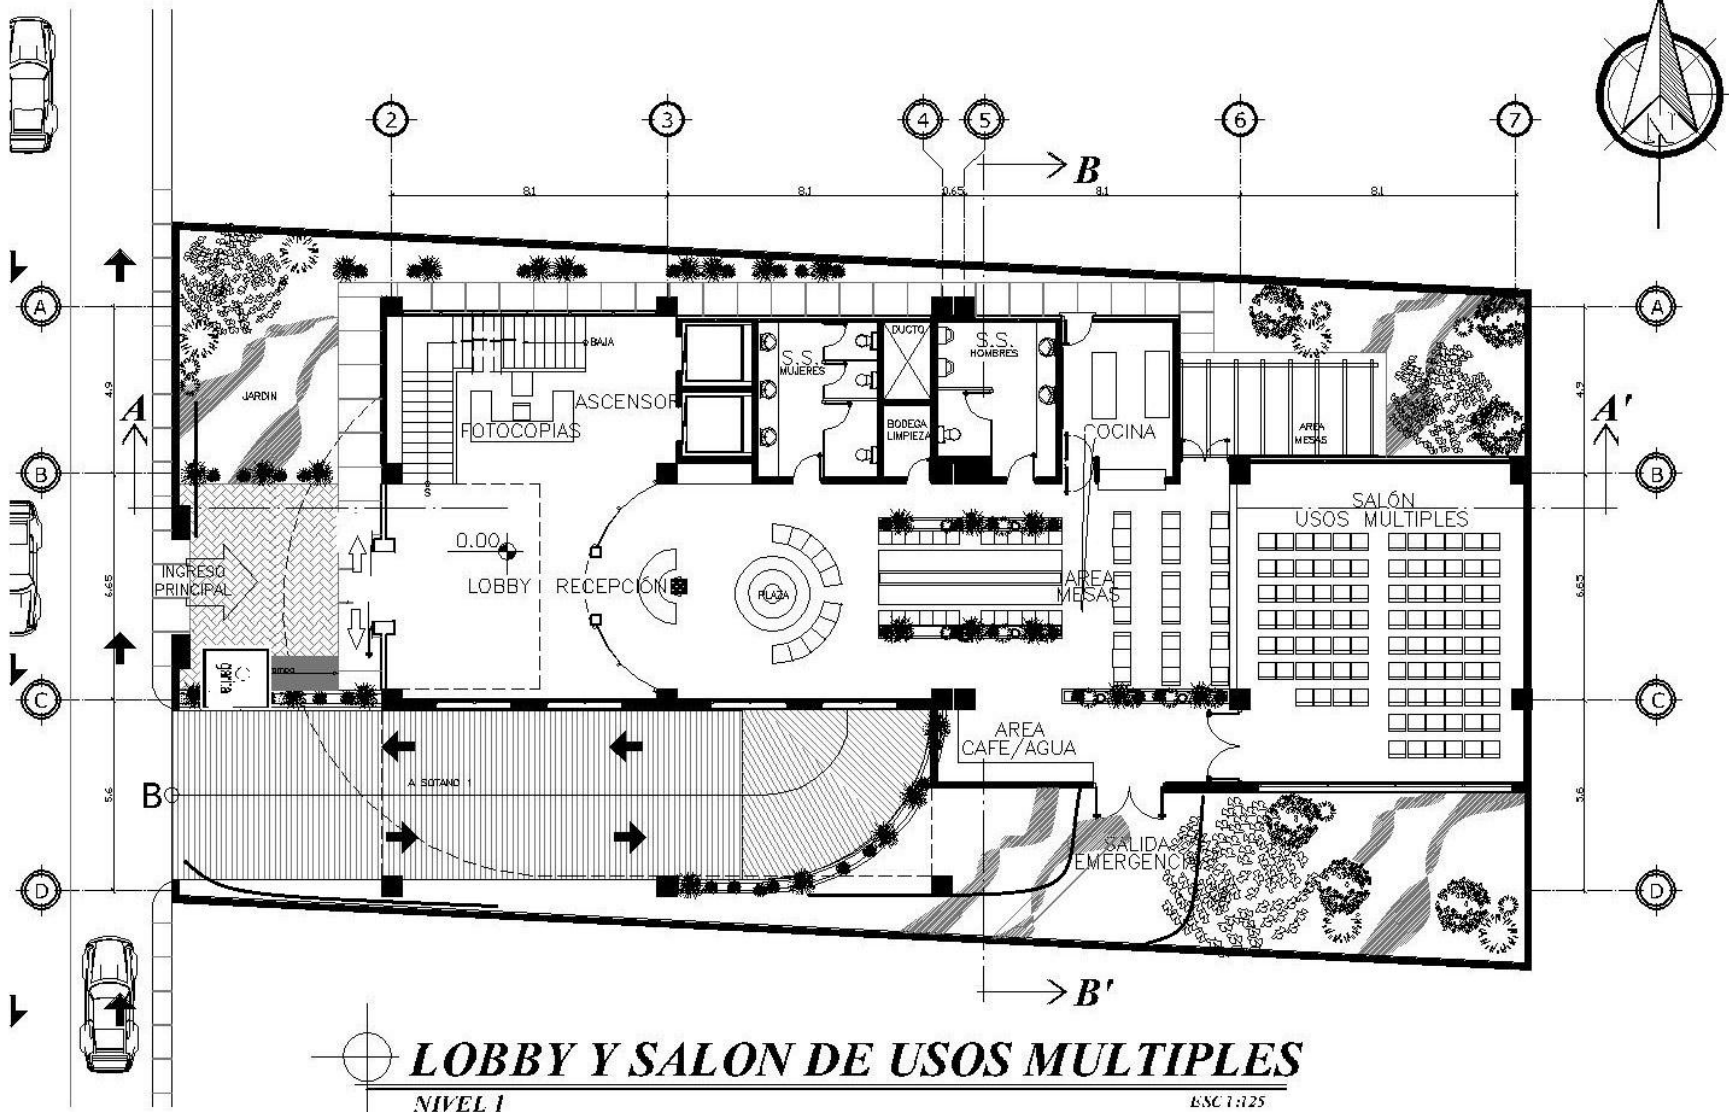 N
2
3
4
5
6
7
B
8.1
8.1
0.65
8.1
8.1
A
A
BAJA
DUCTO
S.S.
MUJERES
S.S.
HOMBRES
JARDIN
4.9
4.9
A
A'
ASCENSOR
FOTOCOPIAS
BODEGA
LIMPIEZA
COCINA
AREA
MESAS
B
B
S
SALÓN
USOS MULTIPLES
0.00
INGRESO
PRINCIPAL
LOBBY
RECEPCIÓN
PLAZA
AREA
MESAS
6.65
6.65
garita
C
C
AREA
CAFE/AGUA
A SOTANO 1
B
5.6
5.6
SALIDA
EMERGENCI
D
D
B'
LOBBY Y SALON DE USOS MULTIPLES
NIVEL 1
ESC 1:125